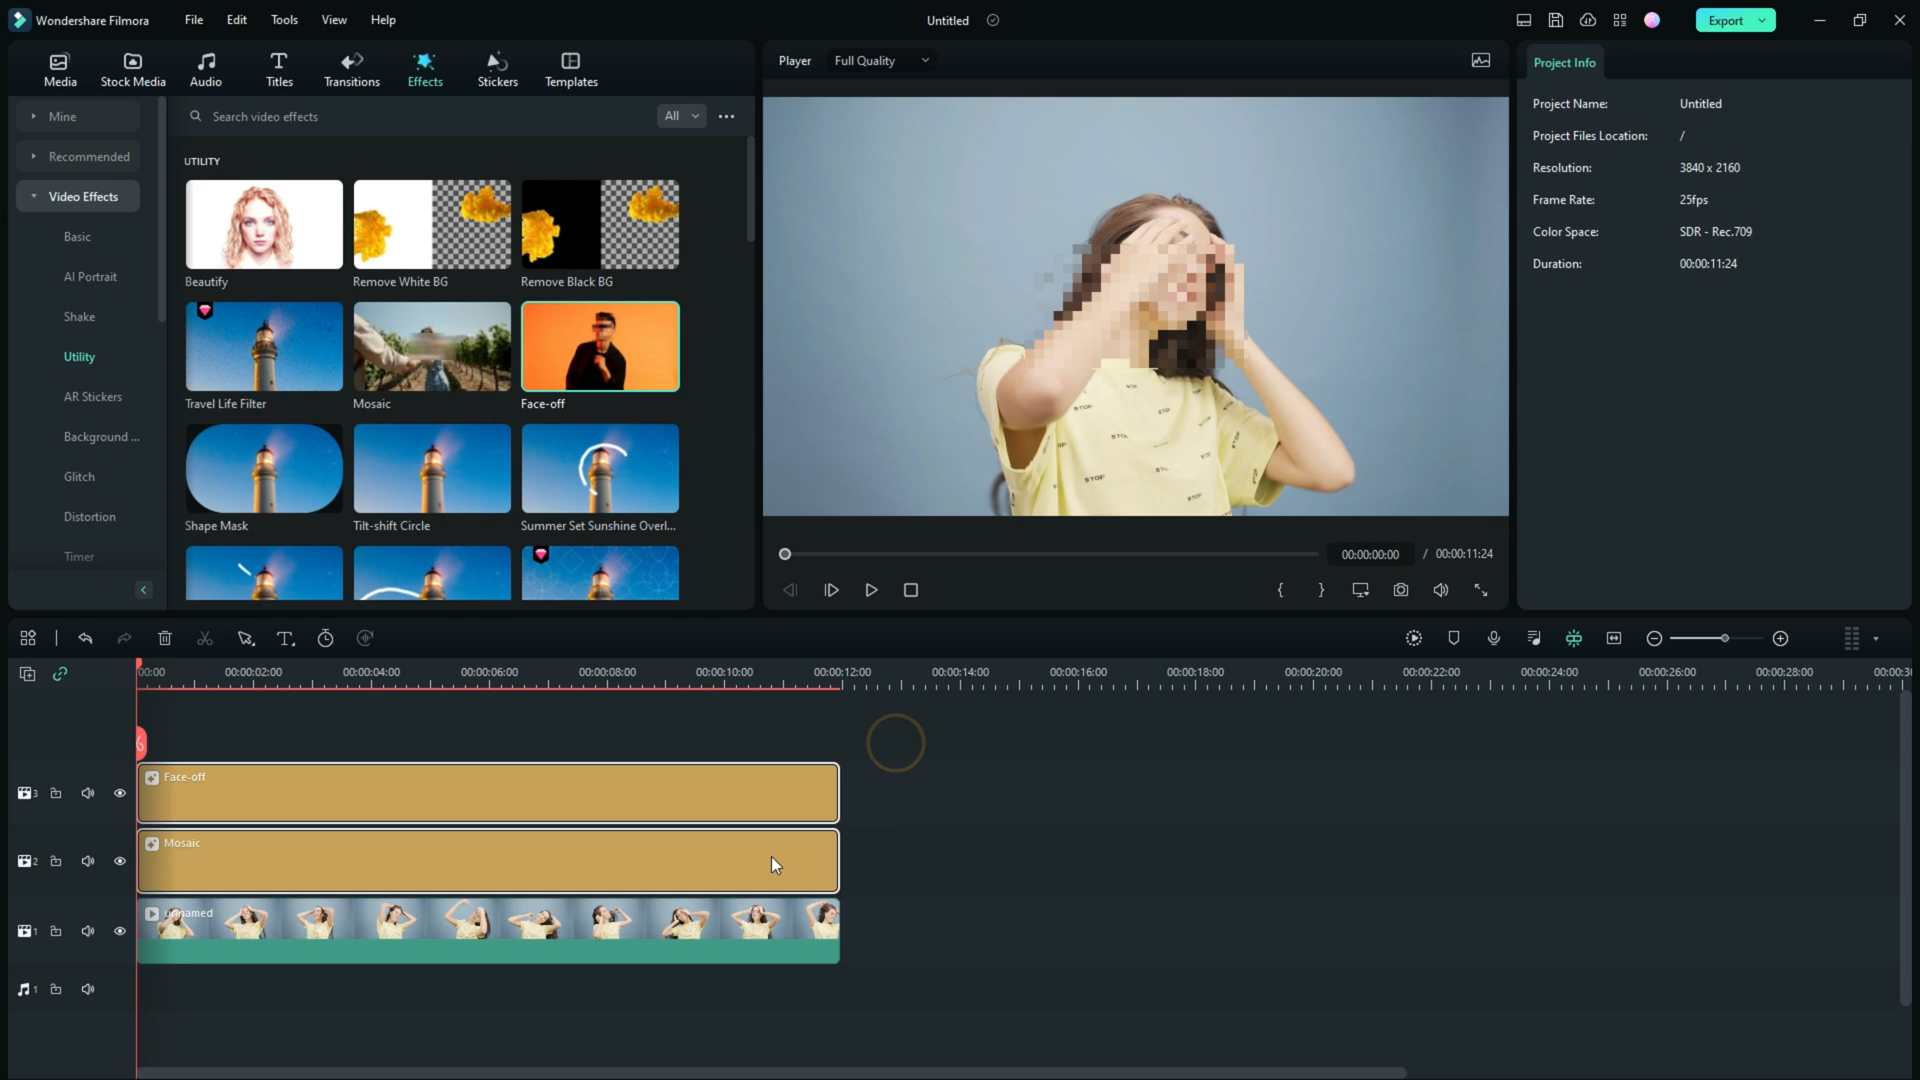 Wondershare Filmora
File Edit Tools View Help
Untitled
Export
Media Stock Media Audio Titles Transitions Effects Stickers Templates
Player Full Quality
Project Info
Mine
Recommended
Video Effects
Basic
AI Portrait
Shake
Utility
AR Stickers
Background ...
Glitch
Distortion
Timer
Search video effects
All
UTILITY
Beautify Remove White BG Remove Black BG
Travel Life Filter Mosaic Face-off
Shape Mask Tilt-shift Circle Summer Set Sunshine Overl...
STOP
STOP
STOP
00:00:00:00 / 00:00:11:24
Project Name: Untitled
Project Files Location: /
Resolution: 3840 x 2160
Frame Rate: 25fps
Color Space: SDR - Rec.709
Duration: 00:00:11:24
00:00 00:00:02:00 00:00:04:00 00:00:06:00 00:00:08:00 00:00:10:00 00:00:12:00 00:00:14:00 00:00:16:00 00:00:18:00 00:00:20:00 00:00:22:00 00:00:24:00 00:00:26:00 00:00:28:00 00:00:3
3 Face-off
2 Mosaic
1 unnamed
1